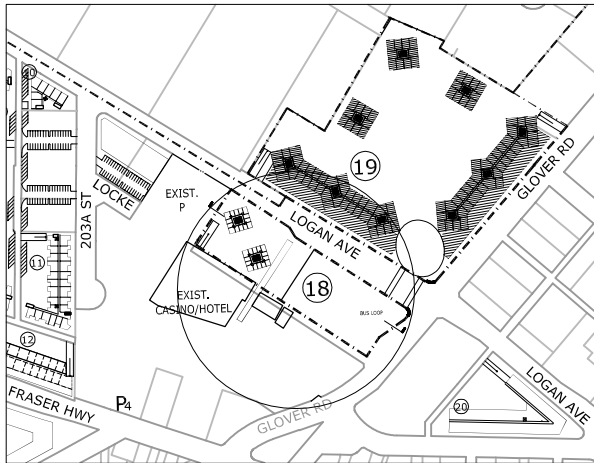 10
19
GLOVER RD
LOCKE
EXIST.
P
203A ST
LOGAN AVE
11
18
EXIST.
CASINO/HOTEL
BUS LOOP
12
FRASER HWY
P4
GLOVER RD
20
LOGAN AVE